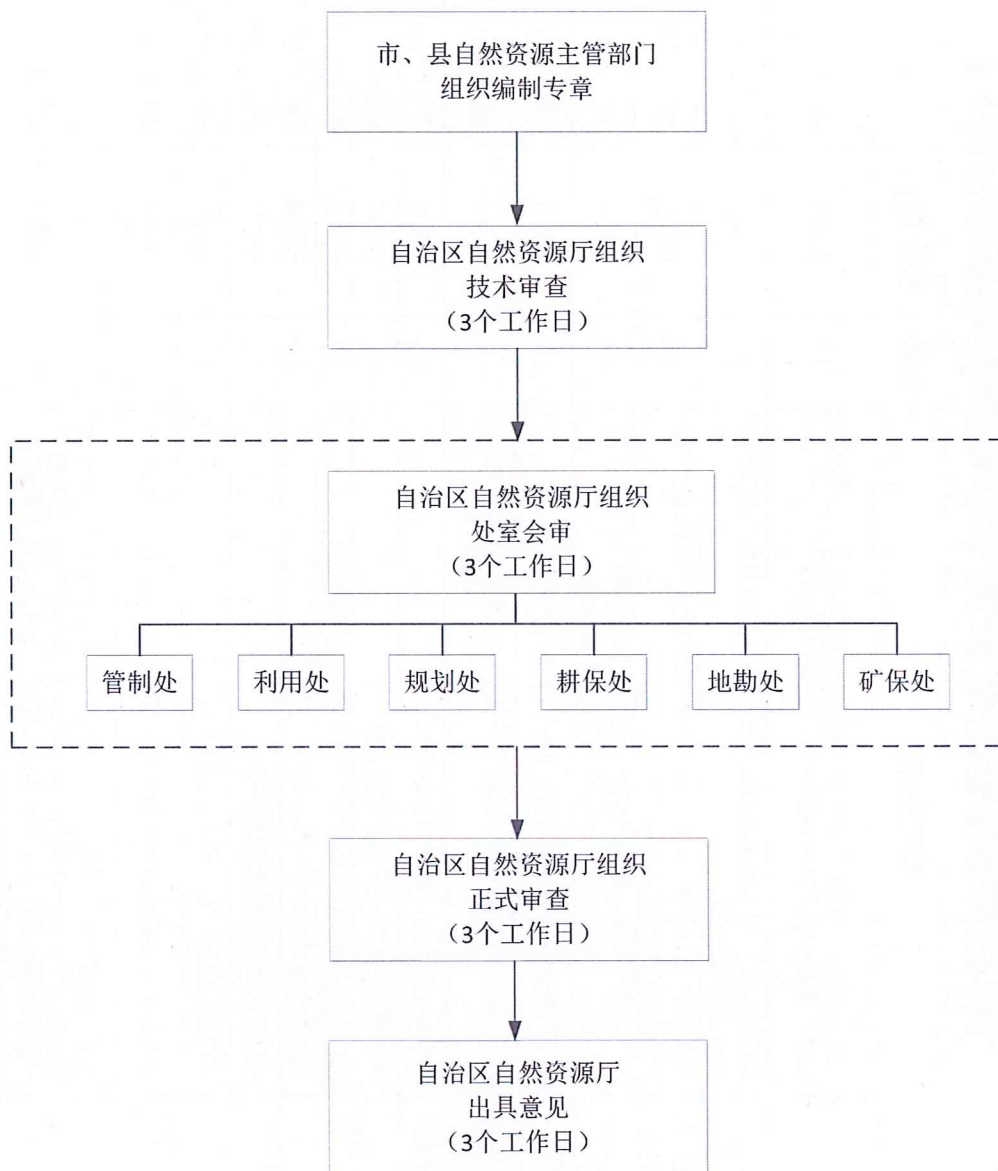 市、县自然资源主管部门
组织编制专章
自治区自然资源厅组织
技术审查
（3个工作日）
自治区自然资源厅组织
处室会审
（3个工作日）
管制处
利用处
规划处
耕保处
地勘处
矿保处
自治区自然资源厅组织
正式审查
（3个工作日）
自治区自然资源厅
出具意见
（3个工作日）